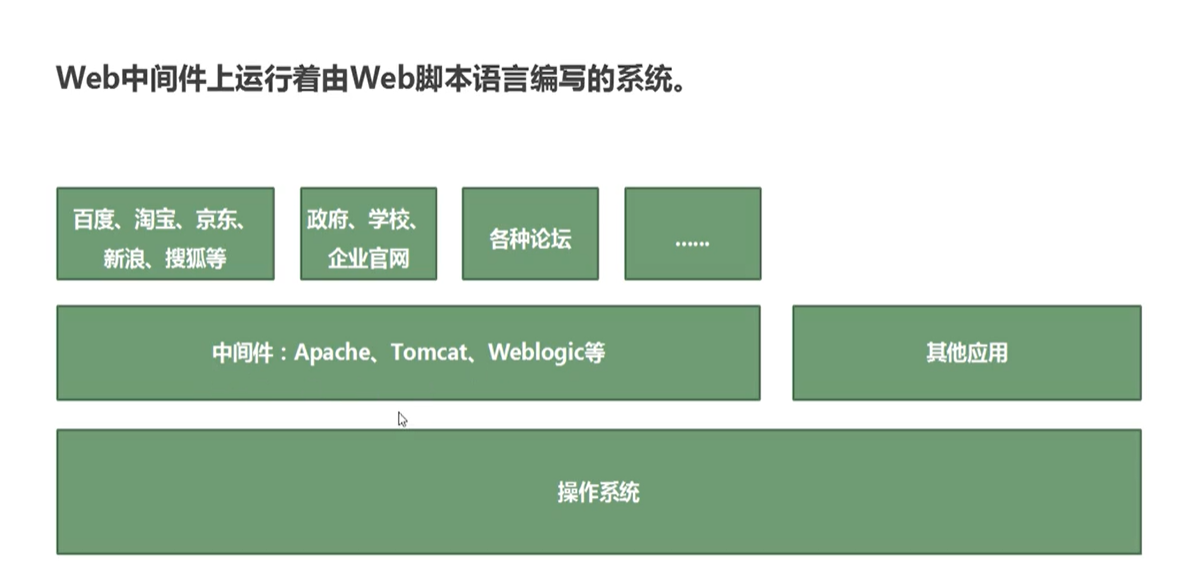 Web中间件上运行着由Web脚本语言编写的系统。
百度、淘宝、京东、
新浪、搜狐等
政府、学校、
企业官网
各种论坛
......
中间件：Apache、Tomcat、Weblogic等
其他应用
操作系统